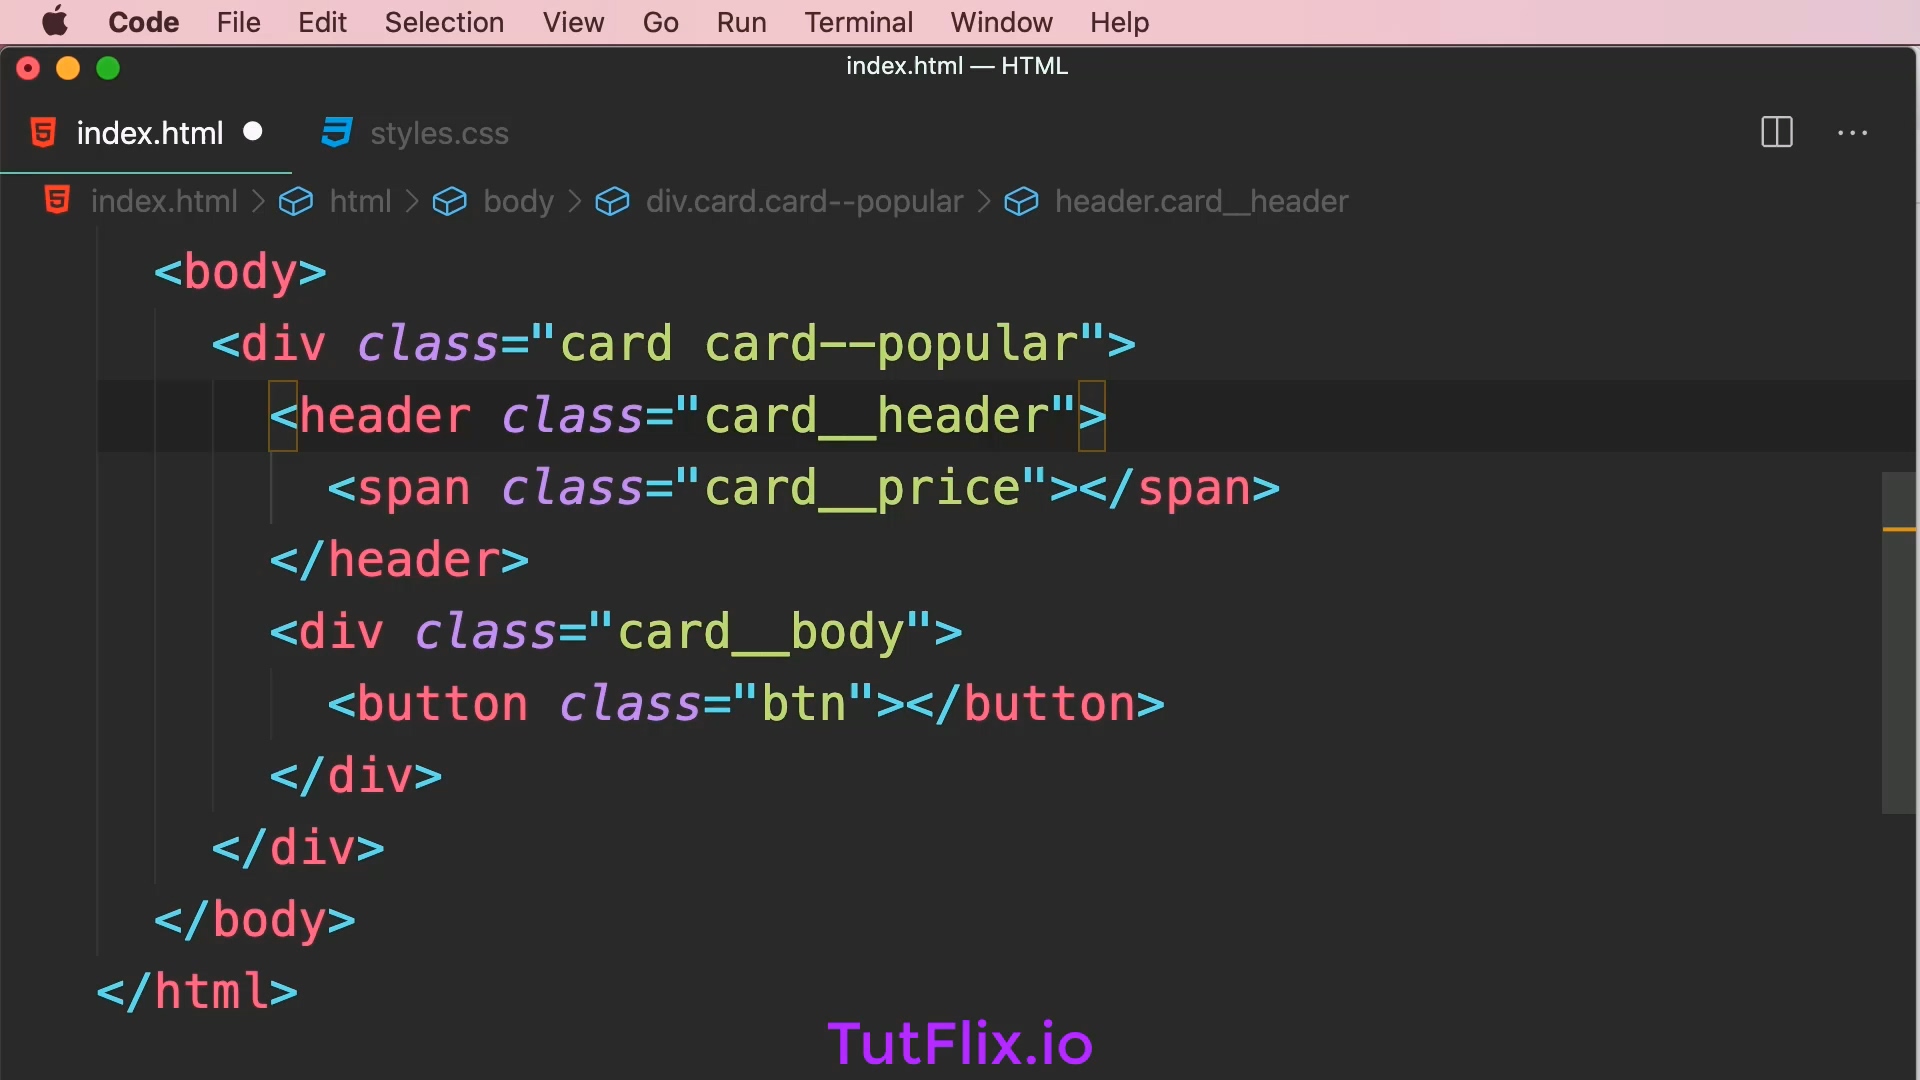 Code File Edit Selection View Go Run Terminal Window Help
index.html — HTML
index.html styles.css
index.html > html > body > div.card.card--popular > header.card__header
<body>
<div class="card card--popular">
<header class="card__header">
<span class="card__price"></span>
</header>
<div class="card__body">
<button class="btn"></button>
</div>
</div>
</body>
</html>
TutFlix.io